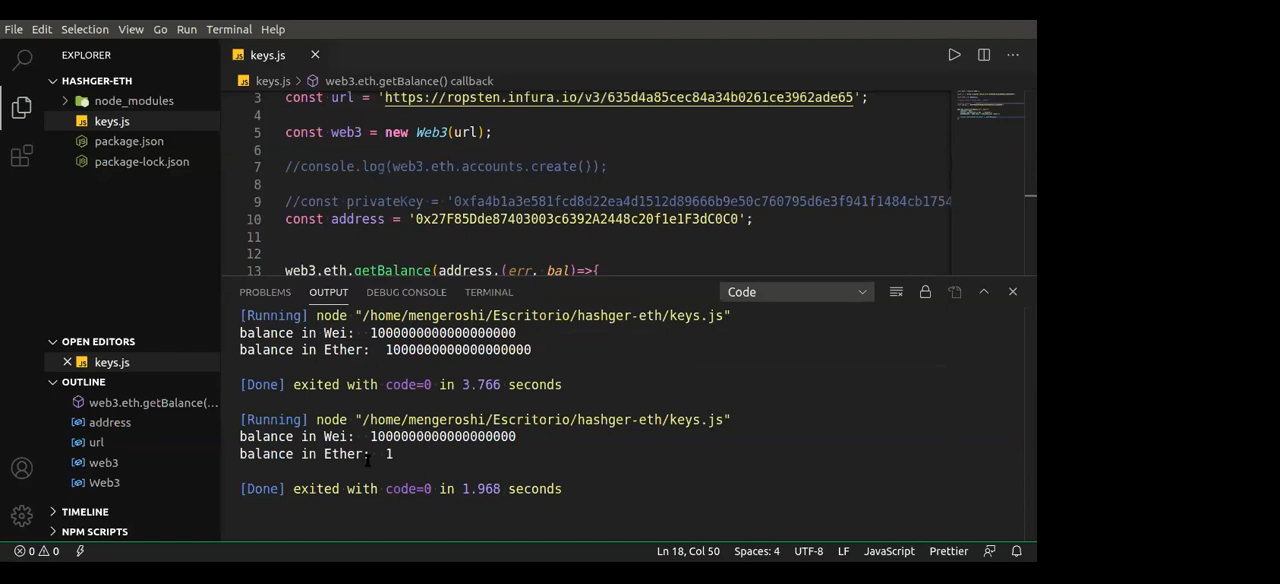 File Edit Selection View Go Run Terminal Help
EXPLORER
HASHGER-ETH
node_modules
keys.js
package.json
package-lock.json
OPEN EDITORS
keys.js
OUTLINE
web3.eth.getBalance(...
address
url
web3
Web3
TIMELINE
NPM SCRIPTS
keys.js
keys.js > web3.eth.getBalance() callback
3 const url = 'https://ropsten.infura.io/v3/635d4a85cec84a34b0261ce3962ade65';
4
5 const web3 = new Web3(url);
6
7 //console.log(web3.eth.accounts.create());
8
9 //const privateKey = '0xfa4b1a3e581fcd8d22ea4d1512d89666b9e50c760795d6e3f941f1484cb1754
10 const address = '0x27F85Dde87403003c6392A2448c20f1e1F3dC0C0';
11
12
13 web3.eth.getBalance(address,(err, bal)=>{
PROBLEMS OUTPUT DEBUG CONSOLE TERMINAL Code
[Running] node "/home/mengeroshi/Escritorio/hashger-eth/keys.js"
balance in Wei: 1000000000000000000
balance in Ether: 1000000000000000000
[Done] exited with code=0 in 3.766 seconds
[Running] node "/home/mengeroshi/Escritorio/hashger-eth/keys.js"
balance in Wei: 1000000000000000000
balance in Ether: 1
[Done] exited with code=0 in 1.968 seconds
0 0 Ln 18, Col 50 Spaces: 4 UTF-8 LF JavaScript Prettier